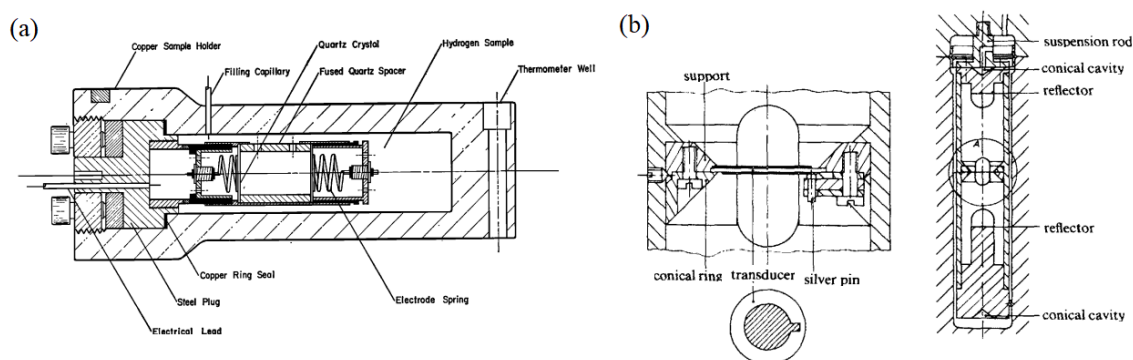 (a)
Copper Sample Holder
Filling Capillary
Quartz Crystal
Fused Quartz Spacer
Hydrogen Sample
Thermometer Well
Copper Ring Seal
Steel Plug
Electrical Lead
Electrode Spring
(b)
support
conical ring
transducer
silver pin
A
suspension rod
conical cavity
reflector
reflector
conical cavity